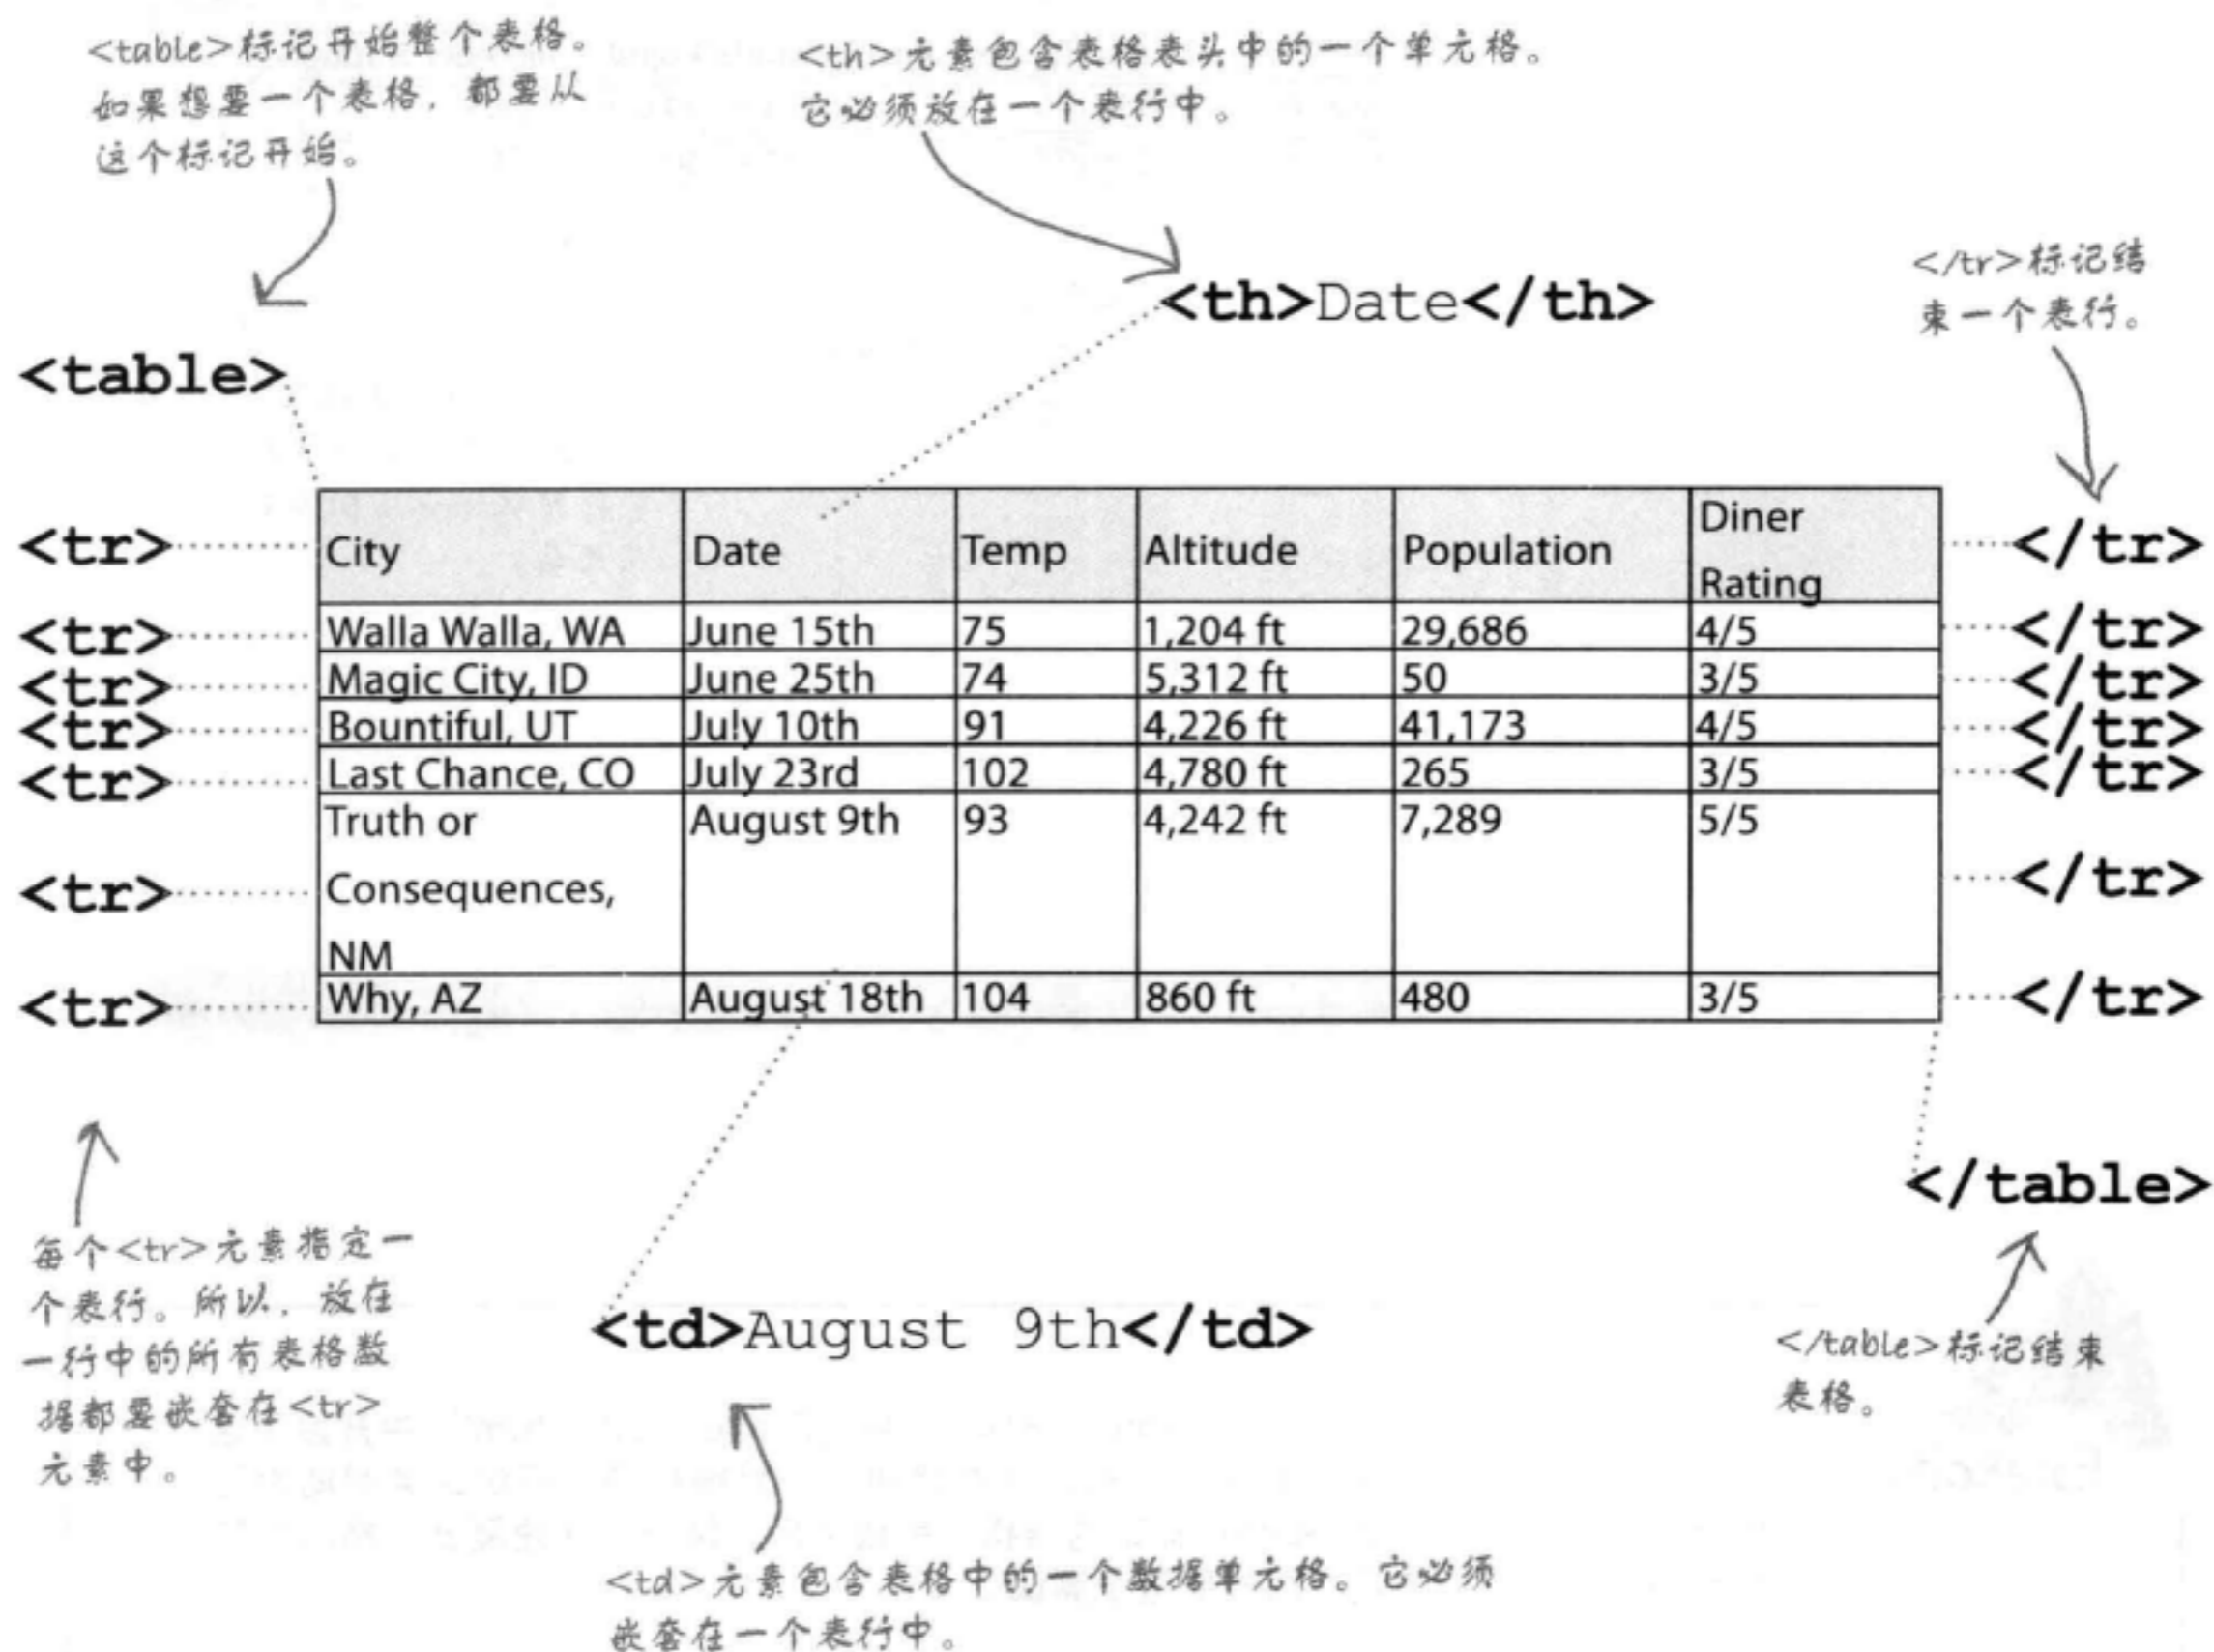 <table>标记开始整个表格。
如果想要一个表格，都要从
这个标记开始。
<th>元素包含表格表头中的一个单元格。
它必须放在一个表行中。
<th>Date</th>
</tr>标记结
束一个表行。
<table>
<tr> City Date Temp Altitude Population Diner Rating </tr>
<tr> Walla Walla, WA June 15th 75 1,204 ft 29,686 4/5 </tr>
<tr> Magic City, ID June 25th 74 5,312 ft 50 3/5 </tr>
<tr> Bountiful, UT July 10th 91 4,226 ft 41,173 4/5 </tr>
<tr> Last Chance, CO July 23rd 102 4,780 ft 265 3/5 </tr>
Truth or August 9th 93 4,242 ft 7,289 5/5
<tr> Consequences, </tr>
NM
<tr> Why, AZ August 18th 104 860 ft 480 3/5 </tr>
</table>
每个<tr>元素指定一
个表行。所以，放在
一行中的所有表格数
据都要嵌套在<tr>
元素中。
<td>August 9th</td>
</table>标记结束
表格。
<td>元素包含表格中的一个数据单元格。它必须
嵌套在一个表行中。